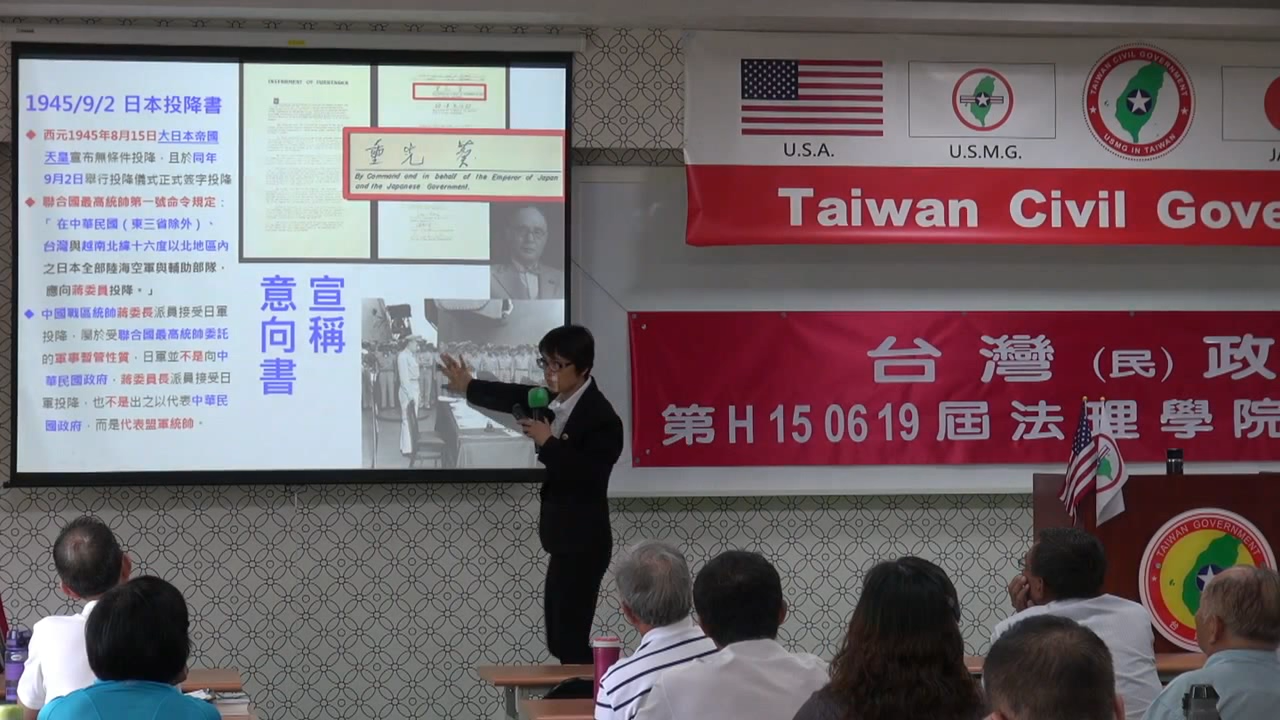 1945/9/2 日本投降書
西元1945年8月15日大日本帝國
天皇宣布無條件投降，且於同年
9月2日舉行投降儀式正式簽字投降
聯合國最高統帥第一號命令規定：
「在中華民國（東三省除外）、
台灣與越南北緯十六度以北地區內
之日本全部陸海空軍與輔助部隊，
應向蔣委員投降。」
中國戰區統帥蔣委員長派員接受日軍
投降，屬於受聯合國最高統帥委託
的軍事暫管性質，日軍並不是向中
華民國政府，蔣委員長派員接受日
軍投降，也不是出之以代表中華民
國政府，而是代表盟軍統帥。
INSTRUMENT OF SURRENDER
重光葵
By Command and in behalf of the Emperor of Japan
and the Japanese Government.
宣稱
意向書
U.S.A.
U.S.M.G.
TAIWAN CIVIL GOVERNMENT
USMG IN TAIWAN
JA
Taiwan Civil Gove
台灣(民)政
第H150619屆法理學院
TAIWAN GOVERNMENT